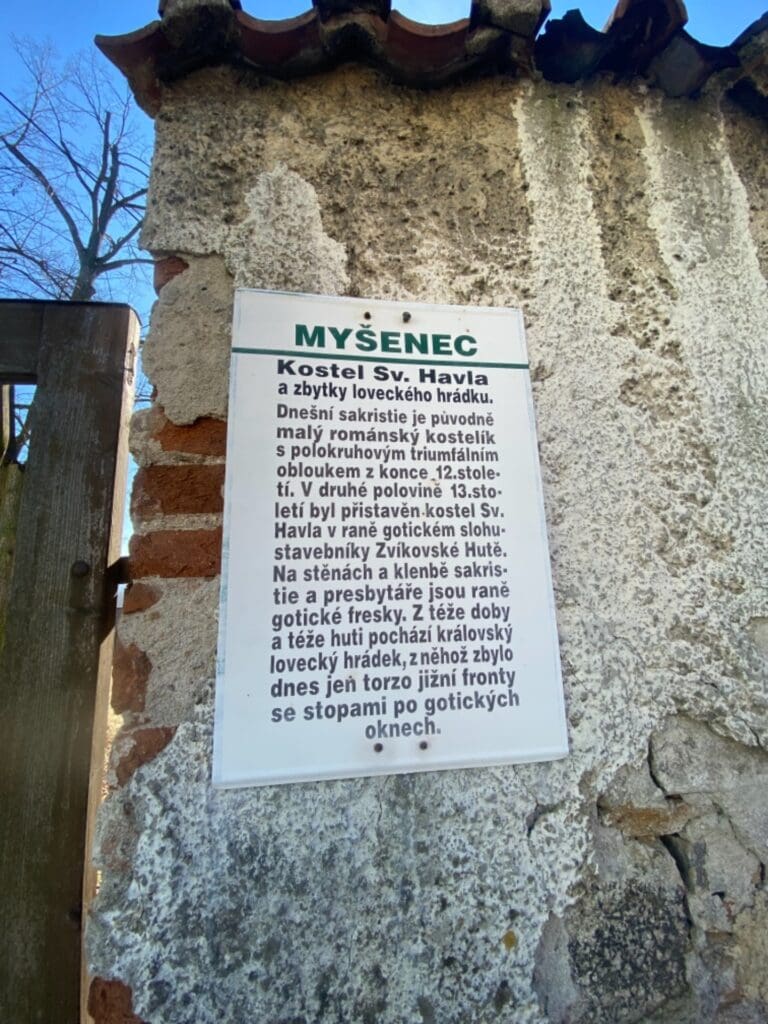 MYŠENEC
Kostel Sv. Havla
a zbytky loveckého hrádku.
Dnešní sakristie je původně
malý románský kostelík
s polokruhovým triumfálním
obloukem z konce 12.stole-
tí. V druhé polovině 13.sto-
letí byl přistavěn kostel Sv.
Havla v raně gotickém slohu-
stavebníky Zvíkovské Hutě.
Na stěnách a klenbě sakris-
tie a presbytáře jsou raně
gotické fresky. Z téže doby
a téže huti pochází královský
lovecký hrádek, z něhož zbylo
dnes jen torzo jižní fronty
se stopami po gotických
oknech.